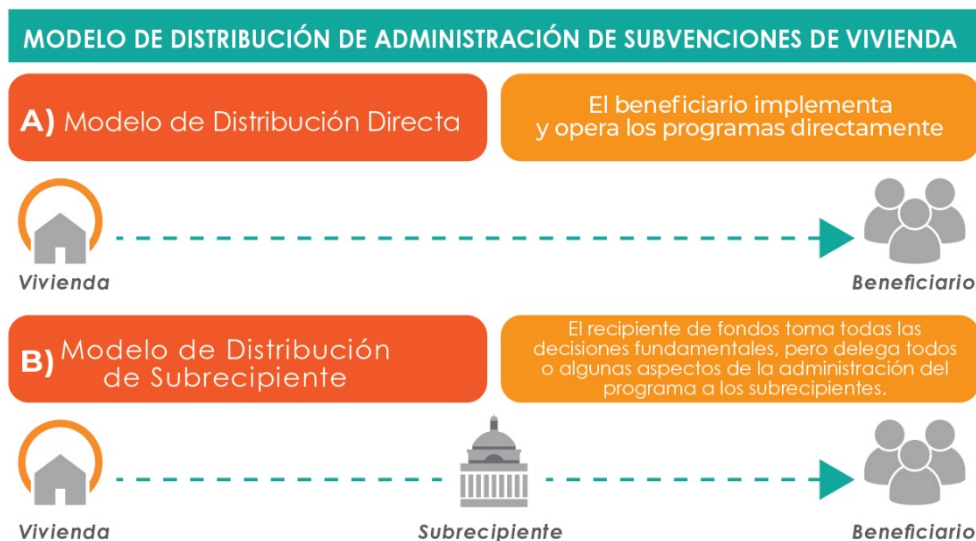 MODELO DE DISTRIBUCIÓN DE ADMINISTRACIÓN DE SUBVENCIONES DE VIVIENDA
A) Modelo de Distribución Directa
El beneficiario implementa
y opera los programas directamente
Vivienda
Beneficiario
B) Modelo de Distribución
de Subrecipiente
El recipiente de fondos toma todas las
decisiones fundamentales, pero delega todos
o algunas aspectos de la administración del
programa a los subrecipientes.
Vivienda
Subrecipiente
Beneficiario